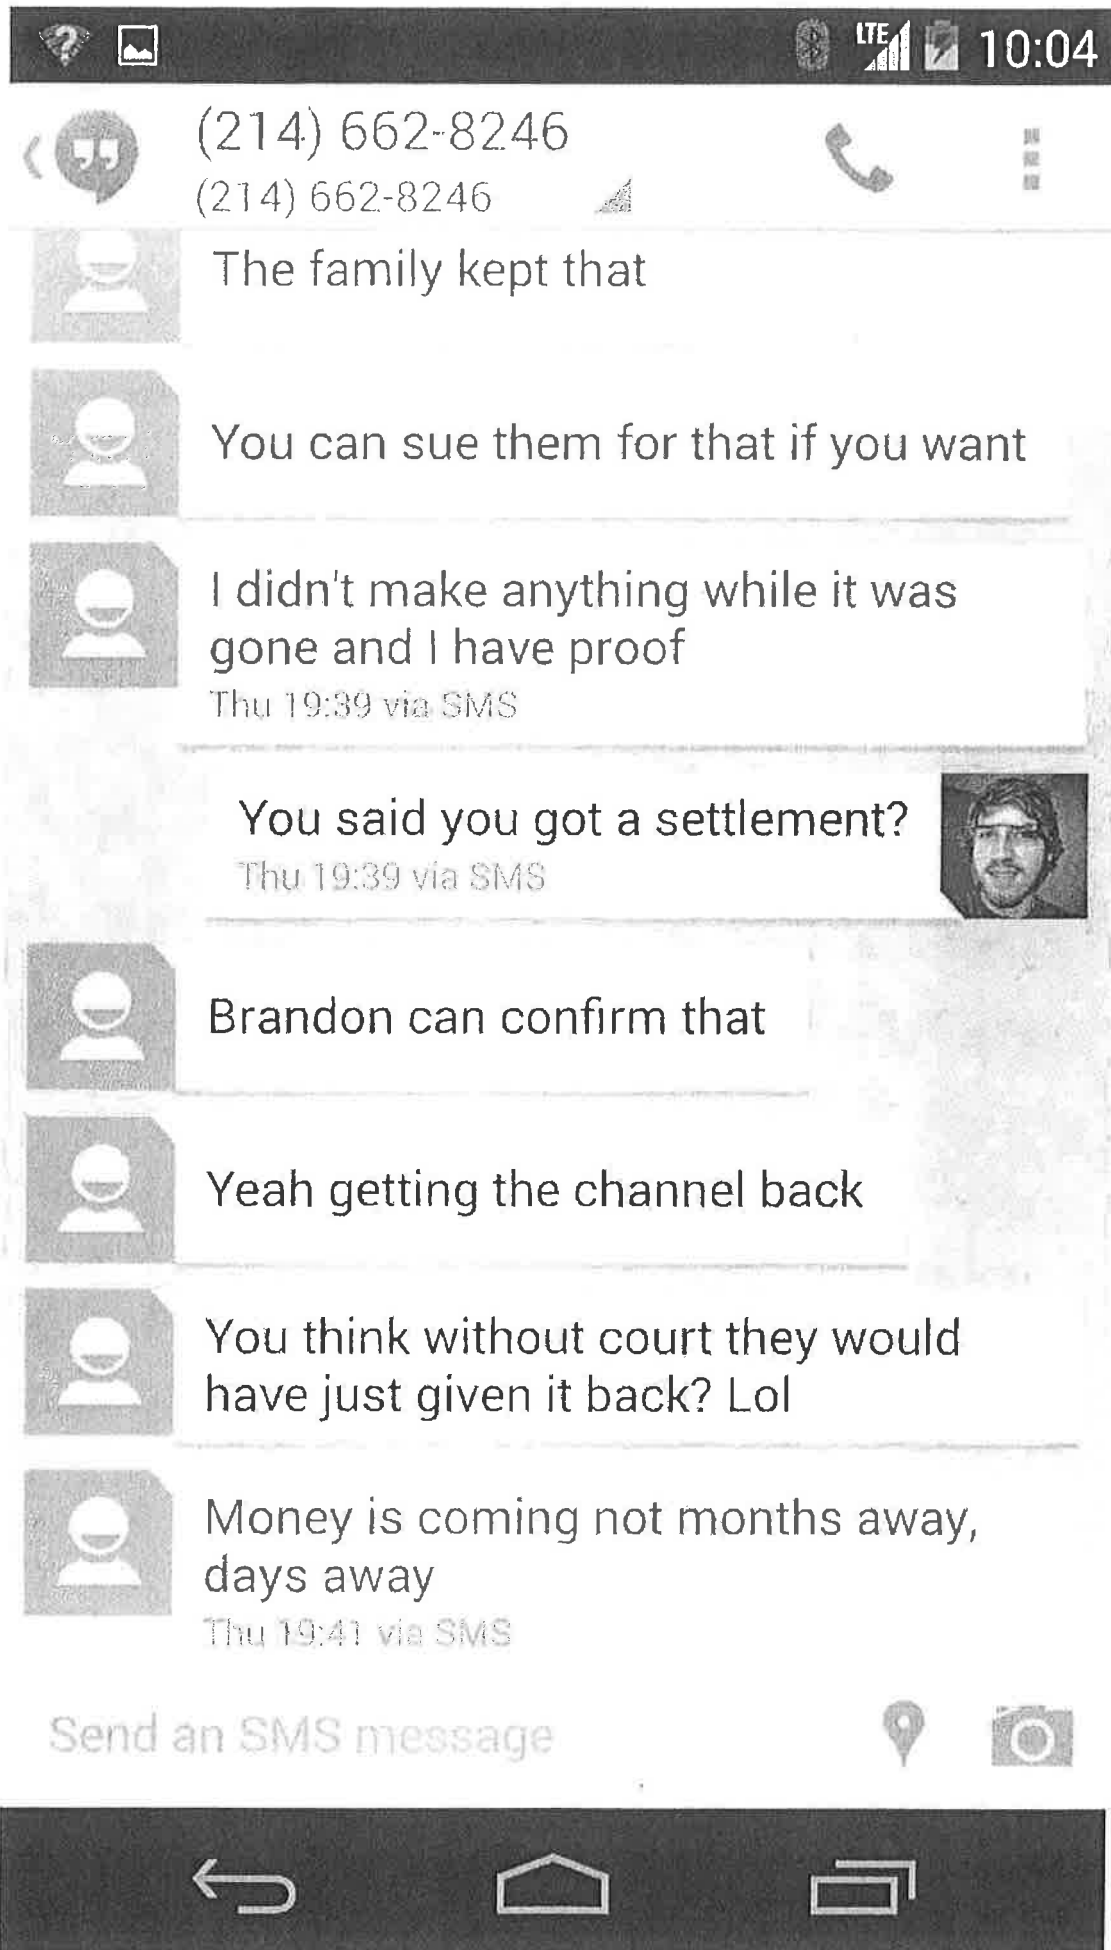 LTE 10:04
(214) 662-8246
(214) 662-8246
The family kept that
You can sue them for that if you want
I didn't make anything while it was
gone and I have proof
Thu 19:39 via SMS
You said you got a settlement?
Thu 19:39 via SMS
Brandon can confirm that
Yeah getting the channel back
You think without court they would
have just given it back? Lol
Money is coming not months away,
days away
Thu 19:41 via SMS
Send an SMS message